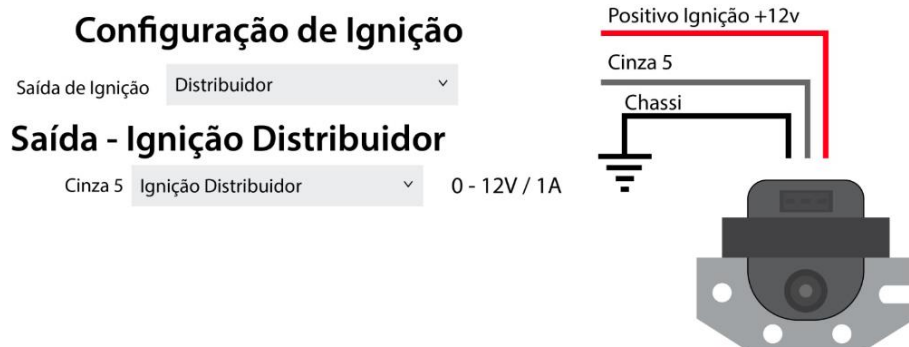 Configuração de Ignição
Saída de Ignição Distribuidor
Saída - Ignição Distribuidor
Cinza 5 Ignição Distribuidor 0 - 12V / 1A
Positivo Ignição +12v
Cinza 5
Chassi